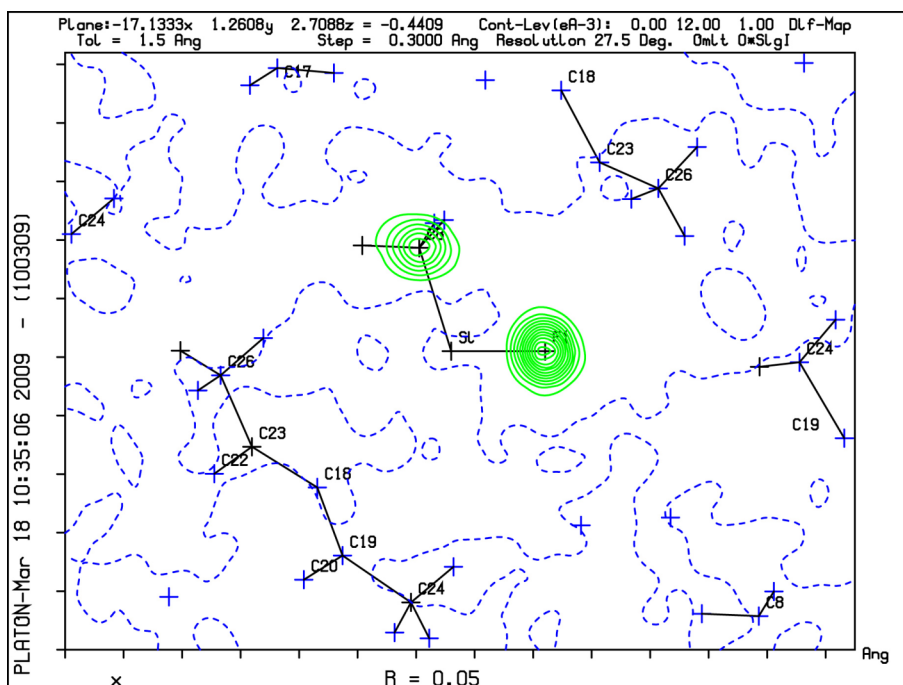 Plane:-17.1333x 1.2608y 2.7088z = -0.4409 Cont-Lev(eA-3): 0.00 12.00 1.00 Dif-Map
Tol = 1.5 Ang Step = 0.3000 Ang Resolution 27.5 Deg. Omit O*SlgI
C17
C18
C23
C26
C24
Sl
C24
C26
C19
C23
C22
C18
C19
C20
C24
C8
Ang
x R = 0.05
PLATON-Mar 18 10:35:06 2009 - (100309)